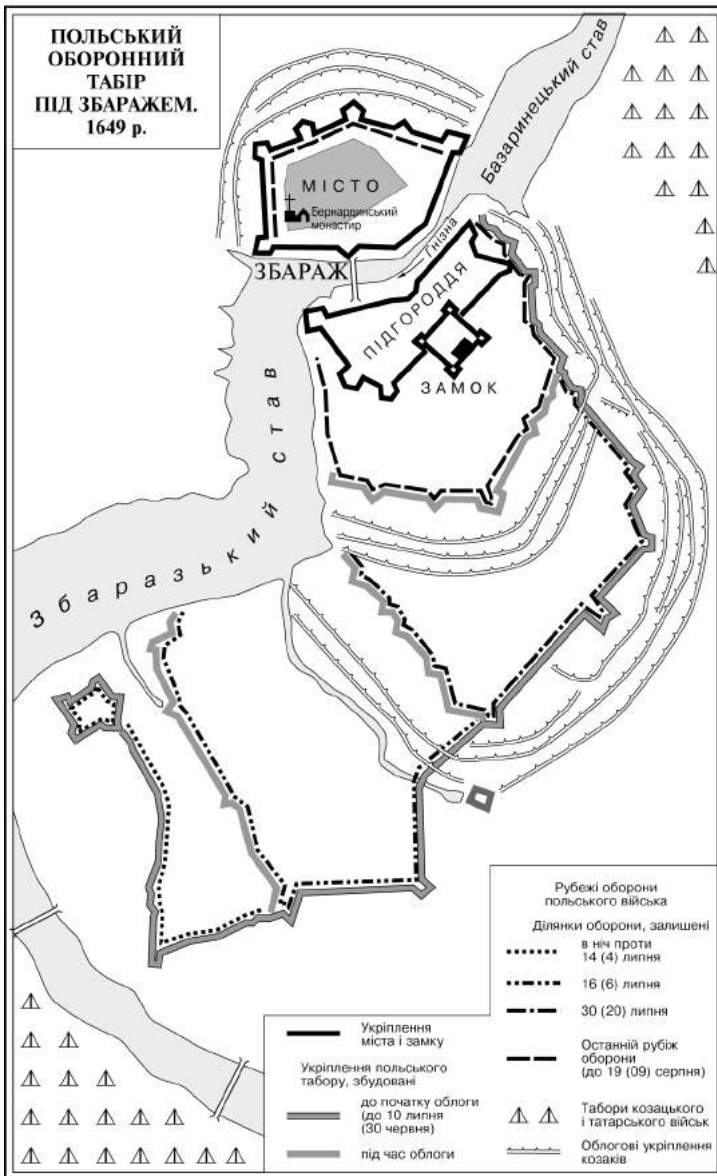 ПОЛЬСЬКИЙ
ОБОРОННИЙ
ТАБІР
ПІД ЗБАРАЖЕМ.
1649 р.
Базаринецький став
МІСТО
Бернардинський
монастир
Гнізна
ЗБАРАЖ
ПІДГОРОДДЯ
ЗАМОК
Збаразький став
Рубежі оборони
польського війська
Ділянки оборони, залишені
в ніч проти
14 (4) липня
16 (6) липня
30 (20) липня
Останній рубіж
оборони
(до 19 (09) серпня)
Табори козацького
і татарського військ
Облогові укріплення
козаків
Укріплення
міста і замку
Укріплення польського
табору, збудовані
до початку облоги
(до 10 липня
(30 червня)
під час облоги